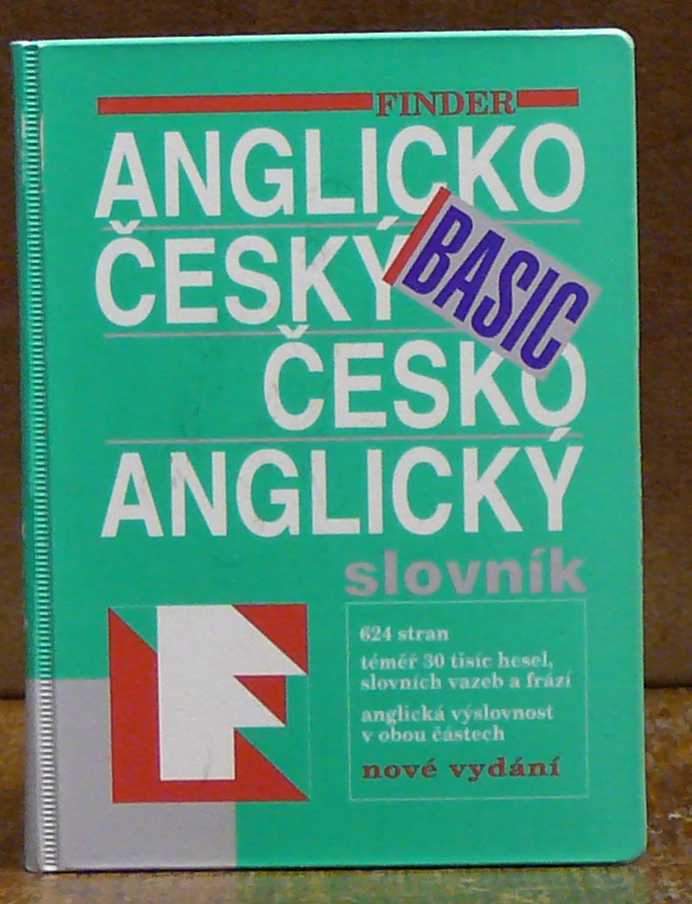 FINDER
ANGLICKO
ČESKÝ
BASIC
ČESKO
ANGLICKÝ
slovník
624 stran
téměř 30 tisíc hesel,
slovních vazeb a frází
anglická výslovnost
v obou částech
nové vydání